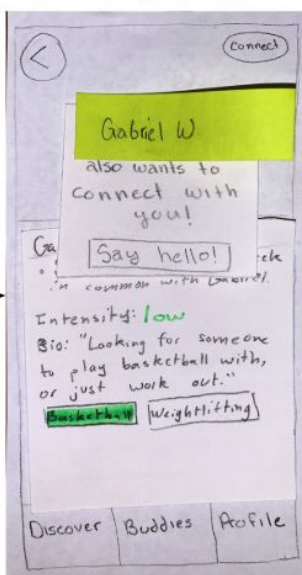 Connect
Gabriel W
also wants to
connect with
you!
Say hello!
Ga
in common with Gabriel.
Intensity: low
Bio: "Looking for someone
to play basketball with,
or just work out."
Basketball Weightlifting
Discover Buddies Profile